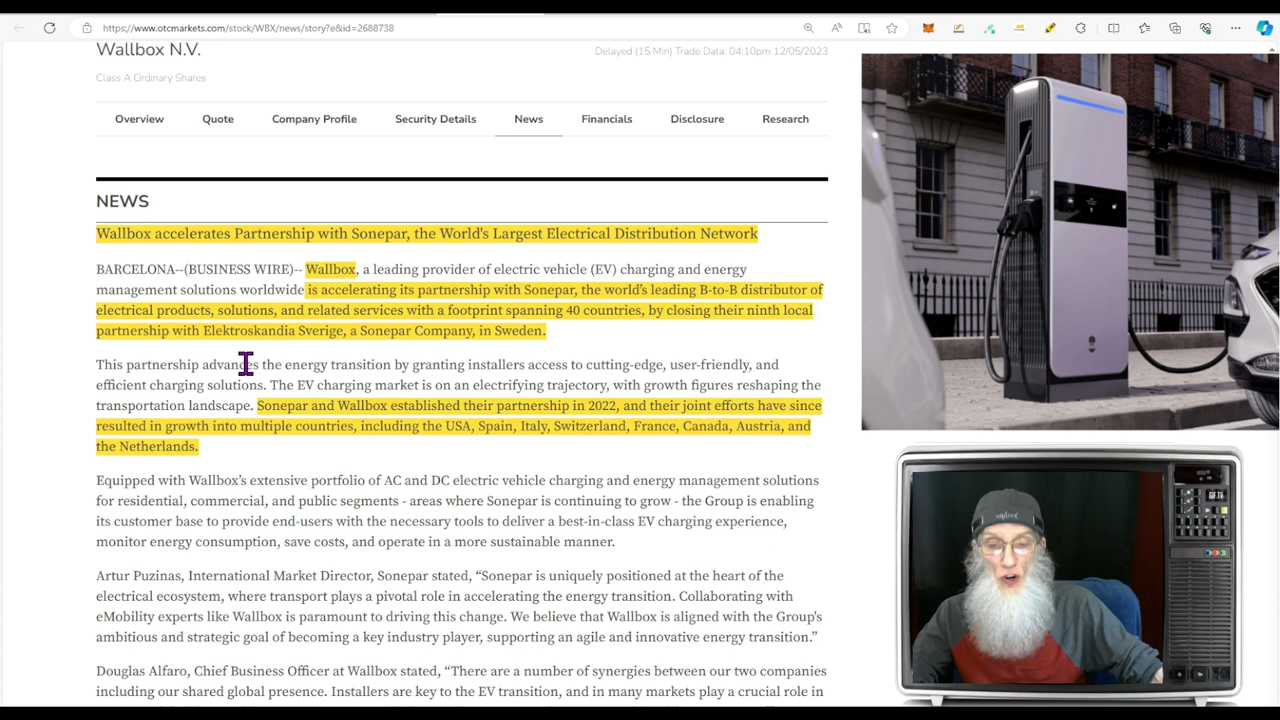 https://www.otcmarkets.com/stock/WBX/news/story?e&id=2688738
Wallbox N.V.
Delayed (15 Min) Trade Data: 04:10pm 12/05/2023
Class A Ordinary Shares
Overview Quote Company Profile Security Details News Financials Disclosure Research
NEWS
Wallbox accelerates Partnership with Sonepar, the World's Largest Electrical Distribution Network
BARCELONA--(BUSINESS WIRE)-- Wallbox, a leading provider of electric vehicle (EV) charging and energy
management solutions worldwide is accelerating its partnership with Sonepar, the world’s leading B-to-B distributor of
electrical products, solutions, and related services with a footprint spanning 40 countries, by closing their ninth local
partnership with Elektroskandia Sverige, a Sonepar Company, in Sweden.
This partnership advances the energy transition by granting installers access to cutting-edge, user-friendly, and
efficient charging solutions. The EV charging market is on an electrifying trajectory, with growth figures reshaping the
transportation landscape. Sonepar and Wallbox established their partnership in 2022, and their joint efforts have since
resulted in growth into multiple countries, including the USA, Spain, Italy, Switzerland, France, Canada, Austria, and
the Netherlands.
Equipped with Wallbox’s extensive portfolio of AC and DC electric vehicle charging and energy management solutions
for residential, commercial, and public segments - areas where Sonepar is continuing to grow - the Group is enabling
its customer base to provide end-users with the necessary tools to deliver a best-in-class EV charging experience,
monitor energy consumption, save costs, and operate in a more sustainable manner.
Artur Puzinas, International Market Director, Sonepar stated, “Sonepar is uniquely positioned at the heart of the
electrical ecosystem, where transport plays a pivotal role in accelerating the energy transition. Collaborating with
eMobility experts like Wallbox is paramount to driving this change. We believe that Wallbox is aligned with the Group's
ambitious and strategic goal of becoming a key industry player, supporting an agile and innovative energy transition.”
Douglas Alfaro, Chief Business Officer at Wallbox stated, “There are a number of synergies between our two companies
including our shared global presence. Installers are key to the EV transition, and in many markets play a crucial role in